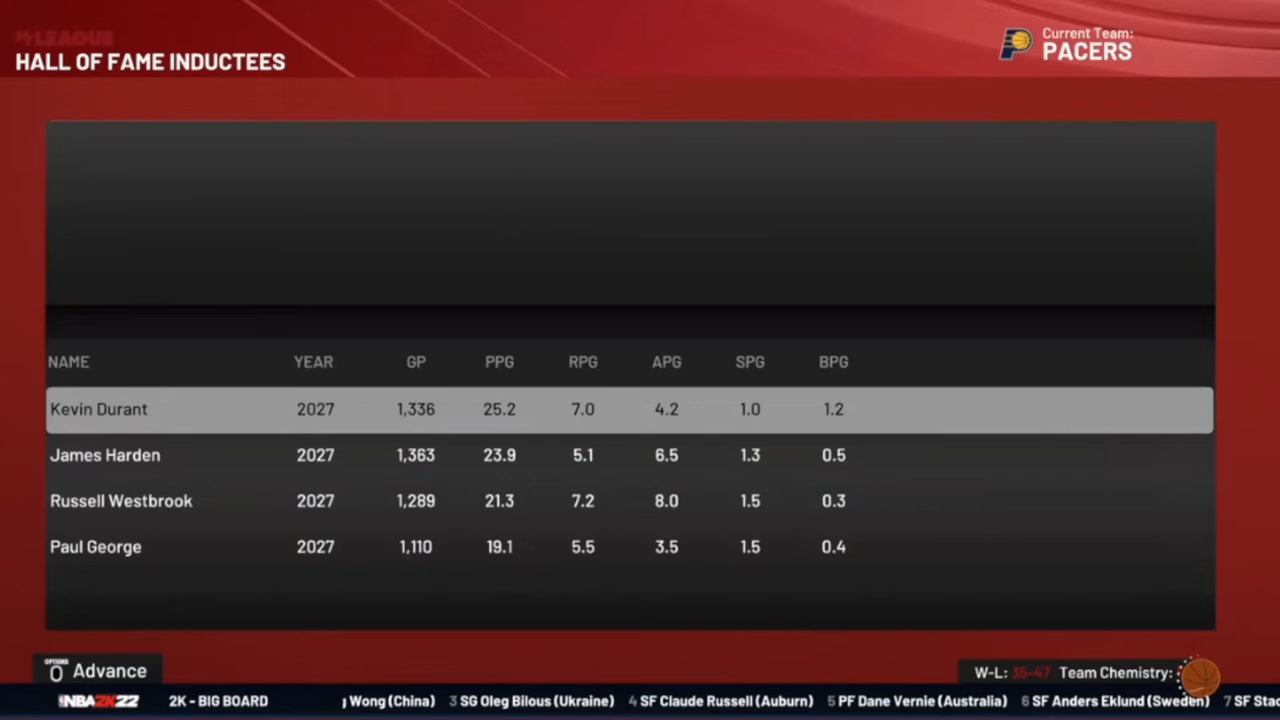 MyLEAGUE
HALL OF FAME INDUCTEES
Current Team:
PACERS
NAME YEAR GP PPG RPG APG SPG BPG
Kevin Durant 2027 1,336 25.2 7.0 4.2 1.0 1.2
James Harden 2027 1,363 23.9 5.1 6.5 1.3 0.5
Russell Westbrook 2027 1,289 21.3 7.2 8.0 1.5 0.3
Paul George 2027 1,110 19.1 5.5 3.5 1.5 0.4
OPTIONS
Advance
W-L: 35-47 Team Chemistry:
NBA2K22 2K - BIG BOARD Wong (China) 3 SG Oleg Bilous (Ukraine) 4 SF Claude Russell (Auburn) 5 PF Dane Vernie (Australia) 6 SF Anders Eklund (Sweden) 7 SF